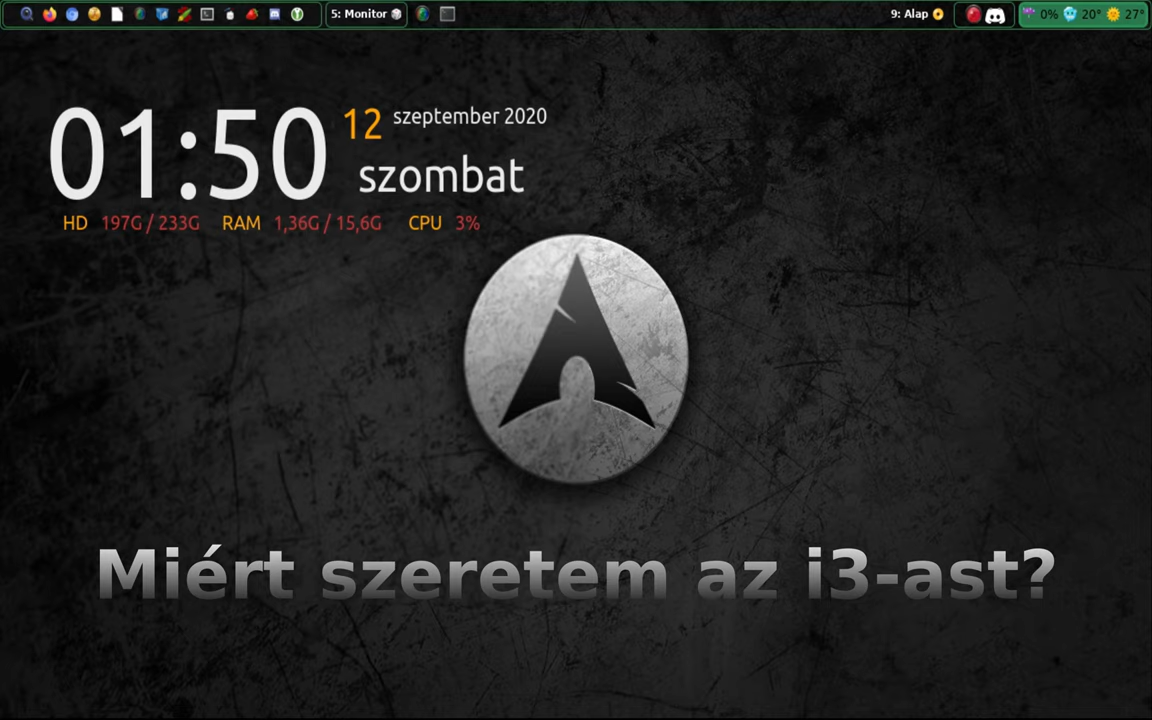 5: Monitor
9: Alap
0% 20° 27°
01:50
12 szeptember 2020
szombat
HD 197G / 233G RAM 1,36G / 15,6G CPU 3%
Miért szeretem az i3-ast?